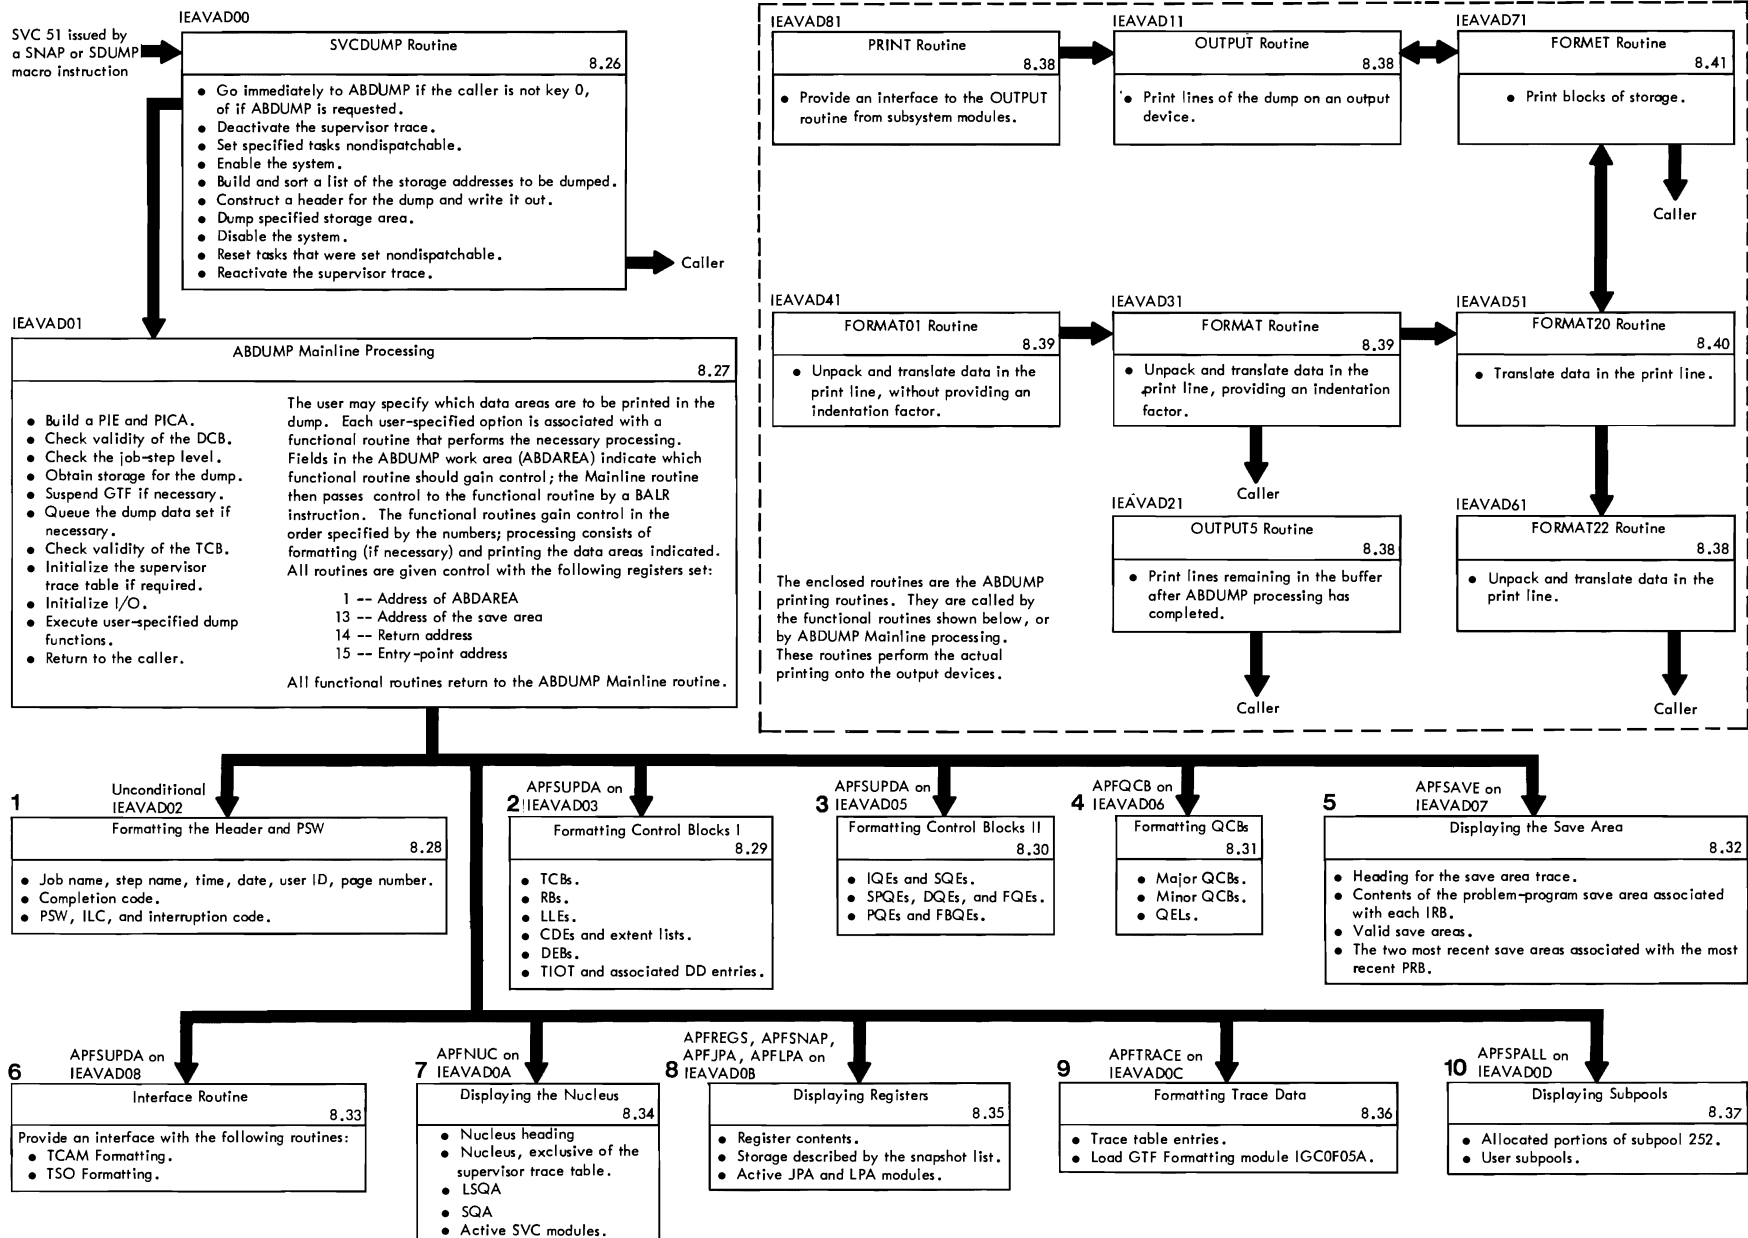 SVC 51 issued by
a SNAP or SDUMP
macro instruction
IEAVAD00
SVCDUMP Routine
8.26
● Go immediately to ABDUMP if the caller is not key 0,
of if ABDUMP is requested.
● Deactivate the supervisor trace.
● Set specified tasks nondispatchable.
● Enable the system.
● Build and sort a list of the storage addresses to be dumped.
● Construct a header for the dump and write it out.
● Dump specified storage area.
● Disable the system.
● Reset tasks that were set nondispatchable.
● Reactivate the supervisor trace.
Caller
IEAVAD01
ABDUMP Mainline Processing
8.27
● Build a PIE and PICA.
● Check validity of the DCB.
● Check the job-step level.
● Obtain storage for the dump.
● Suspend GTF if necessary.
● Queue the dump data set if
necessary.
● Check validity of the TCB.
● Initialize the supervisor
trace table if required.
● Initialize I/O.
● Execute user-specified dump
functions.
● Return to the caller.
The user may specify which data areas are to be printed in the
dump. Each user-specified option is associated with a
functional routine that performs the necessary processing.
Fields in the ABDUMP work area (ABDAREA) indicate which
functional routine should gain control; the Mainline routine
then passes control to the functional routine by a BALR
instruction. The functional routines gain control in the
order specified by the numbers; processing consists of
formatting (if necessary) and printing the data areas indicated.
All routines are given control with the following registers set:
1 -- Address of ABDAREA
13 -- Address of the save area
14 -- Return address
15 -- Entry-point address
All functional routines return to the ABDUMP Mainline routine.
IEAVAD81
PRINT Routine
8.38
● Provide an interface to the OUTPUT
routine from subsystem modules.
IEAVAD11
OUTPUT Routine
8.38
● Print lines of the dump on an output
device.
IEAVAD71
FORMET Routine
8.41
● Print blocks of storage.
Caller
IEAVAD41
FORMAT01 Routine
8.39
● Unpack and translate data in the
print line, without providing an
indentation factor.
IEAVAD31
FORMAT Routine
8.39
● Unpack and translate data in the
print line, providing an indentation
factor.
Caller
IEAVAD51
FORMAT20 Routine
8.40
● Translate data in the print line.
IEAVAD21
OUTPUT5 Routine
8.38
● Print lines remaining in the buffer
after ABDUMP processing has
completed.
Caller
IEAVAD61
FORMAT22 Routine
8.38
● Unpack and translate data in the
print line.
Caller
The enclosed routines are the ABDUMP
printing routines. They are called by
the functional routines shown below, or
by ABDUMP Mainline processing.
These routines perform the actual
printing onto the output devices.
1
Unconditional
IEAVAD02
Formatting the Header and PSW
8.28
● Job name, step name, time, date, user ID, page number.
● Completion code.
● PSW, ILC, and interruption code.
2
APFSUPDA on
IEAVAD03
Formatting Control Blocks I
8.29
● TCBs.
● RBs.
● LLEs.
● CDEs and extent lists.
● DEBs.
● TIOT and associated DD entries.
3
APFSUPDA on
IEAVAD05
Formatting Control Blocks II
8.30
● IQEs and SQEs.
● SPQEs, DQEs, and FQEs.
● PQEs and FBQEs.
4
APFQCB on
IEAVAD06
Formatting QCBs
8.31
● Major QCBs.
● Minor QCBs.
● QELs.
5
APFSAVE on
IEAVAD07
Displaying the Save Area
8.32
● Heading for the save area trace.
● Contents of the problem-program save area associated
with each IRB.
● Valid save areas.
● The two most recent save areas associated with the most
recent PRB.
6
APFSUPDA on
IEAVAD08
Interface Routine
8.33
Provide an interface with the following routines:
● TCAM Formatting.
● TSO Formatting.
7
APFNUC on
IEAVAD0A
Displaying the Nucleus
8.34
● Nucleus heading
● Nucleus, exclusive of the
supervisor trace table.
● LSQA
● SQA
● Active SVC modules.
8
APFREGS, APFSNAP,
APFJPA, APFLPA on
IEAVAD0B
Displaying Registers
8.35
● Register contents.
● Storage described by the snapshot list.
● Active JPA and LPA modules.
9
APFTRACE on
IEAVAD0C
Formatting Trace Data
8.36
● Trace table entries.
● Load GTF Formatting module IGC0F05A.
10
APFSPALL on
IEAVAD0D
Displaying Subpools
8.37
● Allocated portions of subpool 252.
● User subpools.